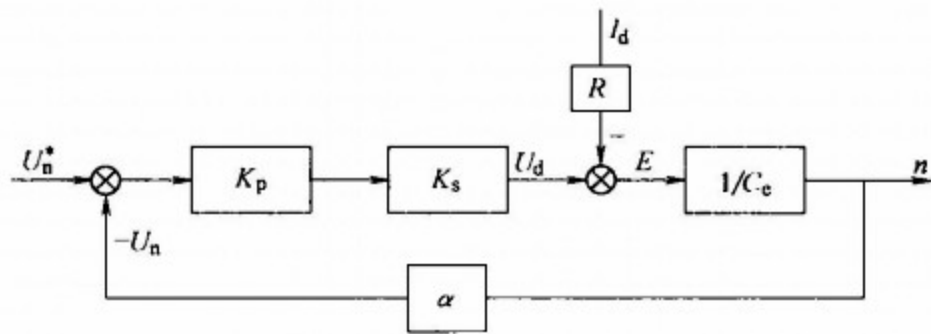 I_d
R
−
U_n^*
K_p
K_s
U_d
E
1/C_e
n
−U_n
α